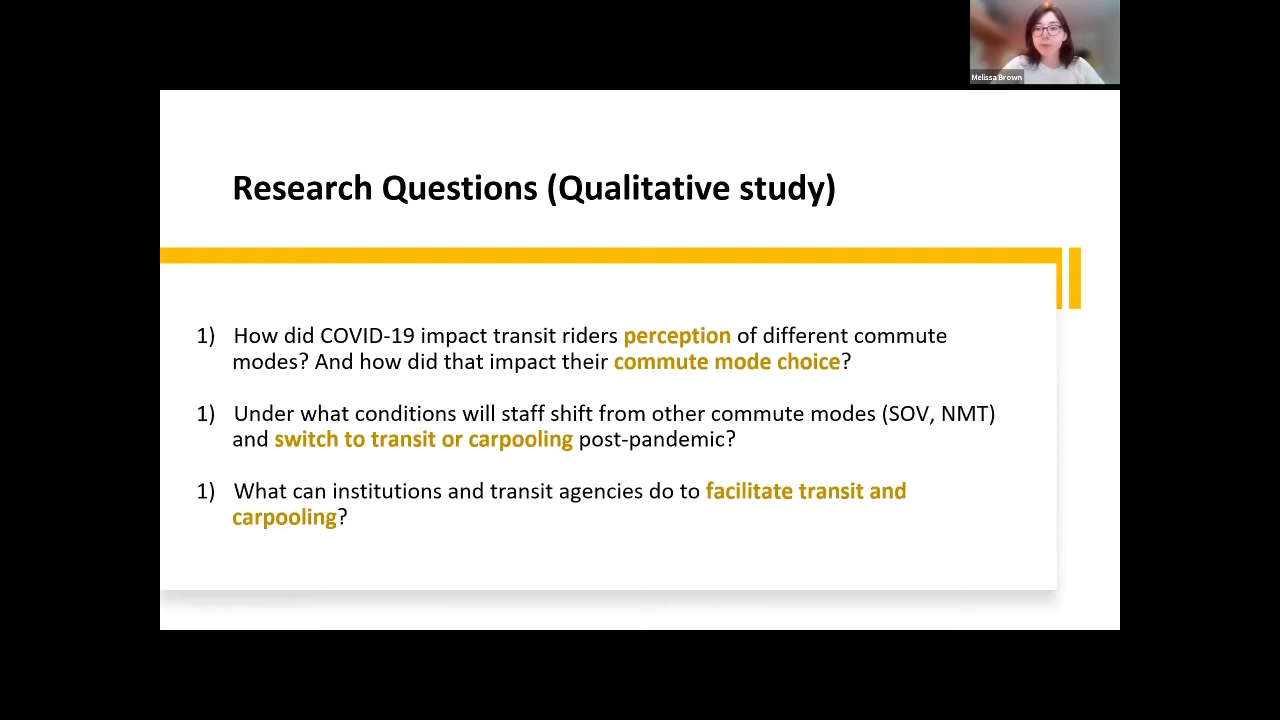 Melissa Brown
Research Questions (Qualitative study)
1) How did COVID-19 impact transit riders perception of different commute
modes? And how did that impact their commute mode choice?
1) Under what conditions will staff shift from other commute modes (SOV, NMT)
and switch to transit or carpooling post-pandemic?
1) What can institutions and transit agencies do to facilitate transit and
carpooling?